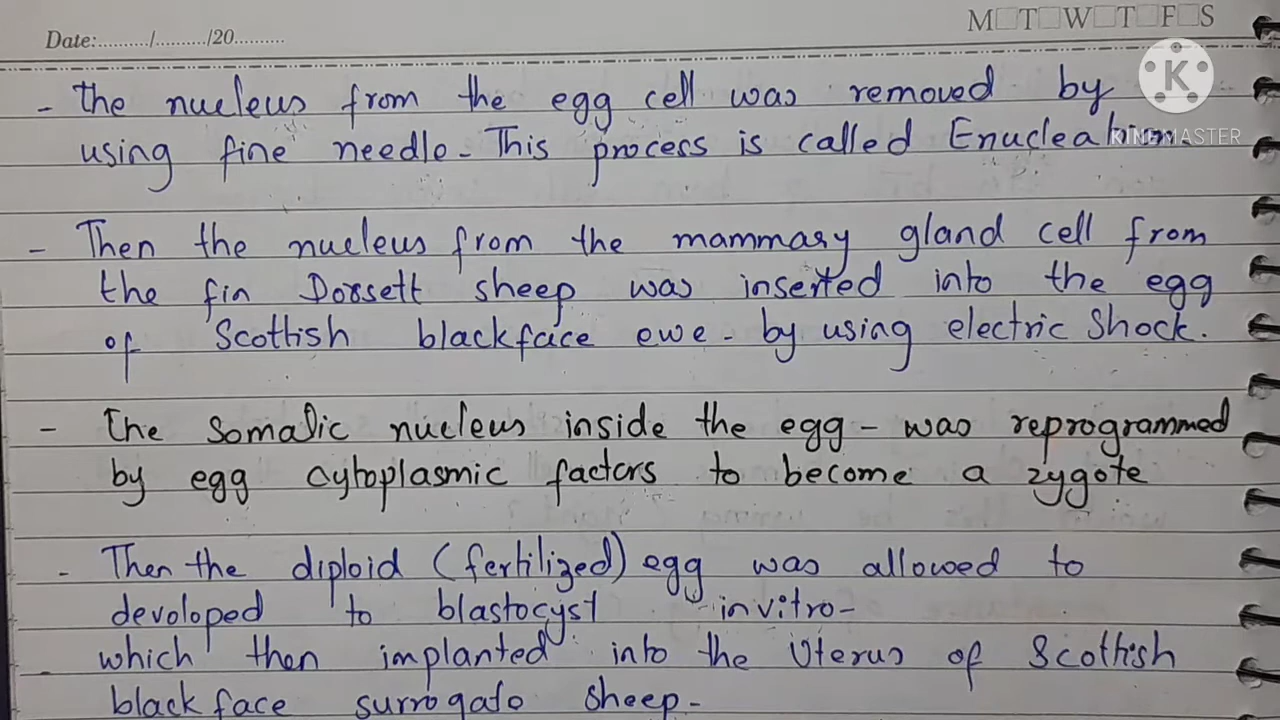 M T W T F S
Date:........../........../20..........
K
KINEMASTER
- The nucleus from the egg cell was removed by
using fine needle - This process is called Enucleation.
- Then the nucleus from the mammary gland cell from
the fin Dorsett sheep was inserted into the egg
of Scottish blackface ewe - by using electric shock.
- The Somatic nucleus inside the egg - was reprogrammed
by egg cytoplasmic factors to become a zygote
- Then the diploid (fertilized) egg was allowed to
devoloped to blastocyst invitro -
- which then implanted into the Uterus of Scottish
black face surrogate sheep -